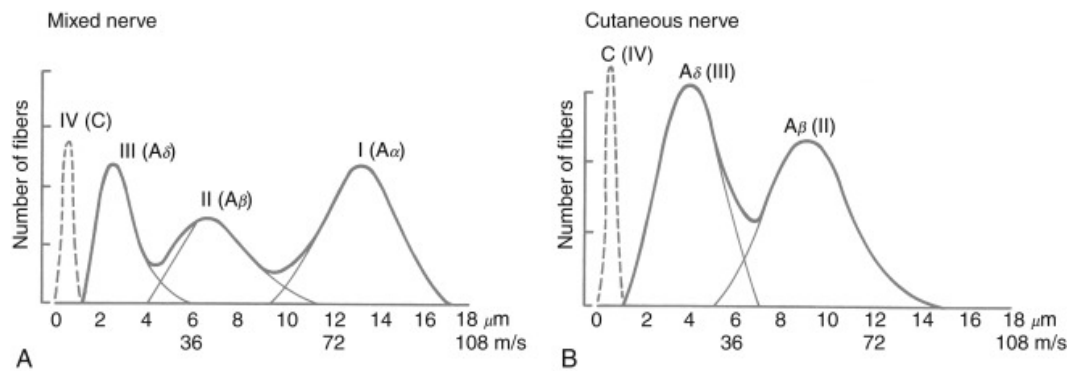 Mixed nerve
Number of fibers
IV (C)
III (Aδ)
II (Aβ)
I (Aα)
0 2 4 6 8 10 12 14 16 18 μm
36 72 108 m/s
A
Cutaneous nerve
Number of fibers
C (IV)
Aδ (III)
Aβ (II)
0 2 4 6 8 10 12 14 16 18 μm
36 72 108 m/s
B